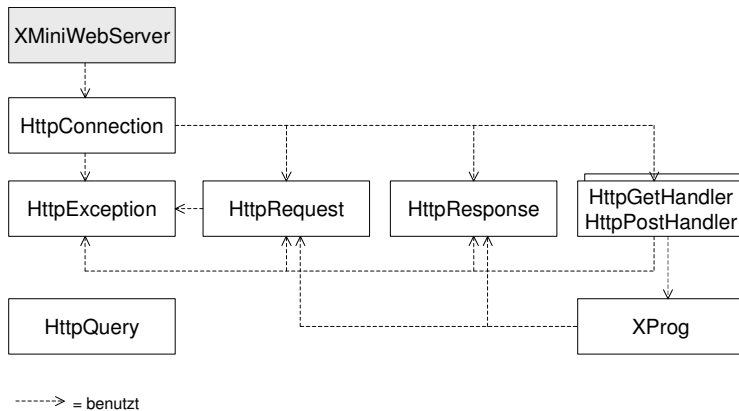 XMiniWebServer
HttpConnection
HttpException
HttpRequest
HttpResponse
HttpGetHandler
HttpPostHandler
HttpQuery
XProg
= benutzt